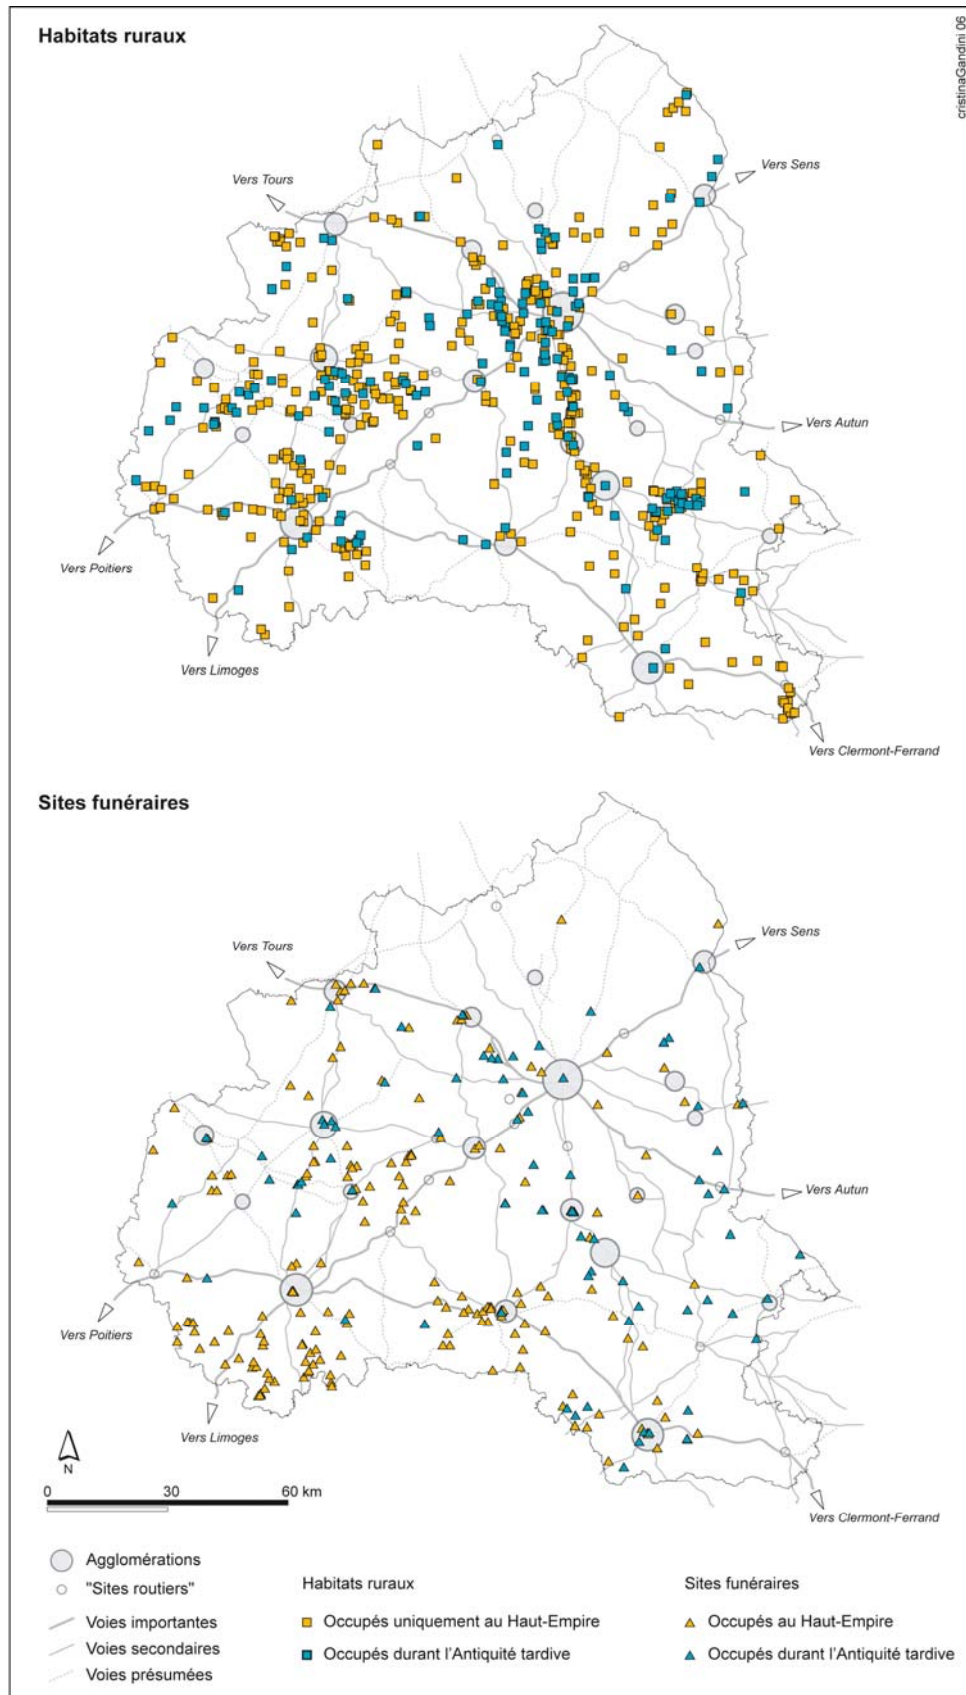 Habitats ruraux
cristinaGandini 06
Vers Tours
Vers Sens
Vers Autun
Vers Poitiers
Vers Limoges
Vers Clermont-Ferrand
Sites funéraires
Vers Tours
Vers Sens
Vers Autun
Vers Poitiers
Vers Limoges
Vers Clermont-Ferrand
N
0 30 60 km
Agglomérations
"Sites routiers"
Voies importantes
Voies secondaires
Voies présumées
Habitats ruraux
Occupés uniquement au Haut-Empire
Occupés durant l'Antiquité tardive
Sites funéraires
Occupés au Haut-Empire
Occupés durant l'Antiquité tardive